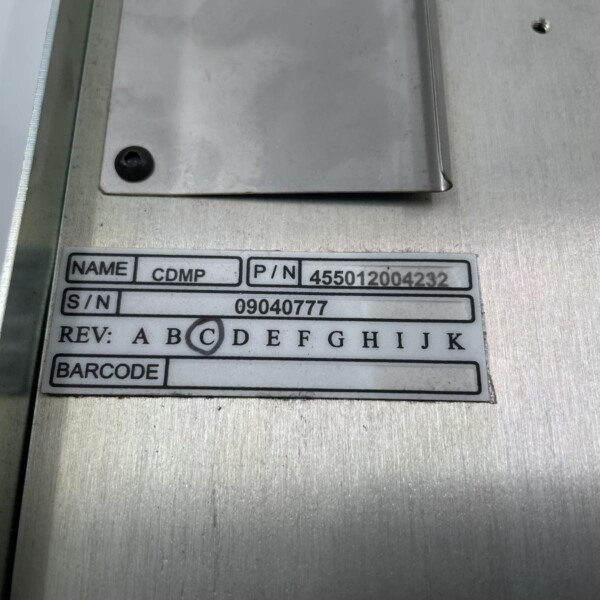 NAME CDMP P/N 455012004232
S/N 09040777
REV: A B C D E F G H I J K
BARCODE